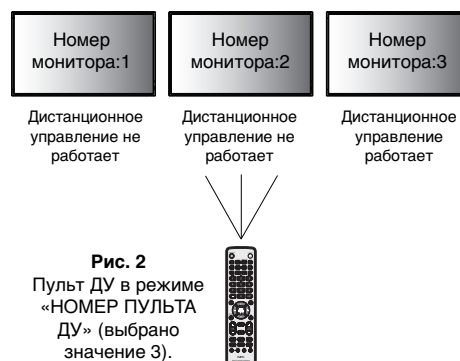 Номер
монитора:1
Номер
монитора:2
Номер
монитора:3
Дистанционное
управление не
работает
Дистанционное
управление не
работает
Дистанционное
управление
работает
Рис. 2
Пульт ДУ в режиме
«НОМЕР ПУЛЬТА
ДУ» (выбрано
значение 3).